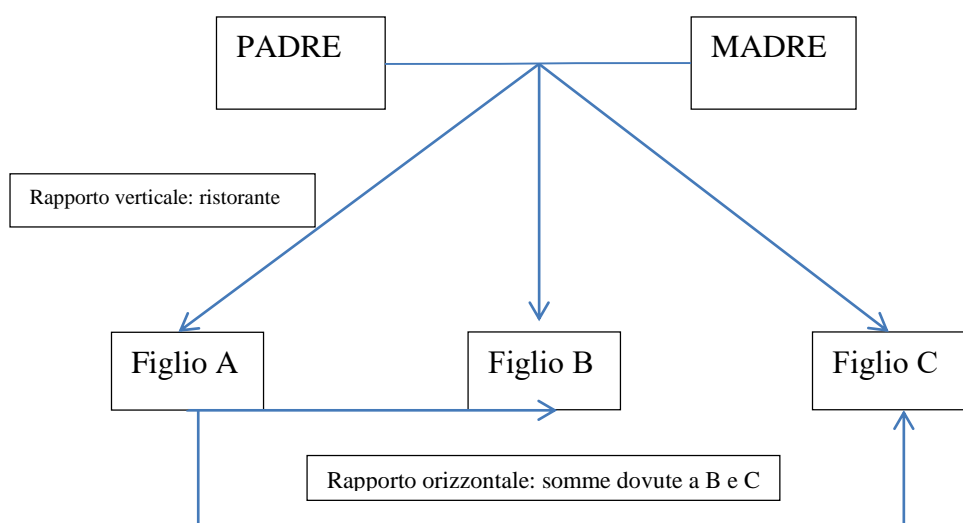 PADRE
MADRE
Rapporto verticale: ristorante
Figlio A
Figlio B
Figlio C
Rapporto orizzontale: somme dovute a B e C